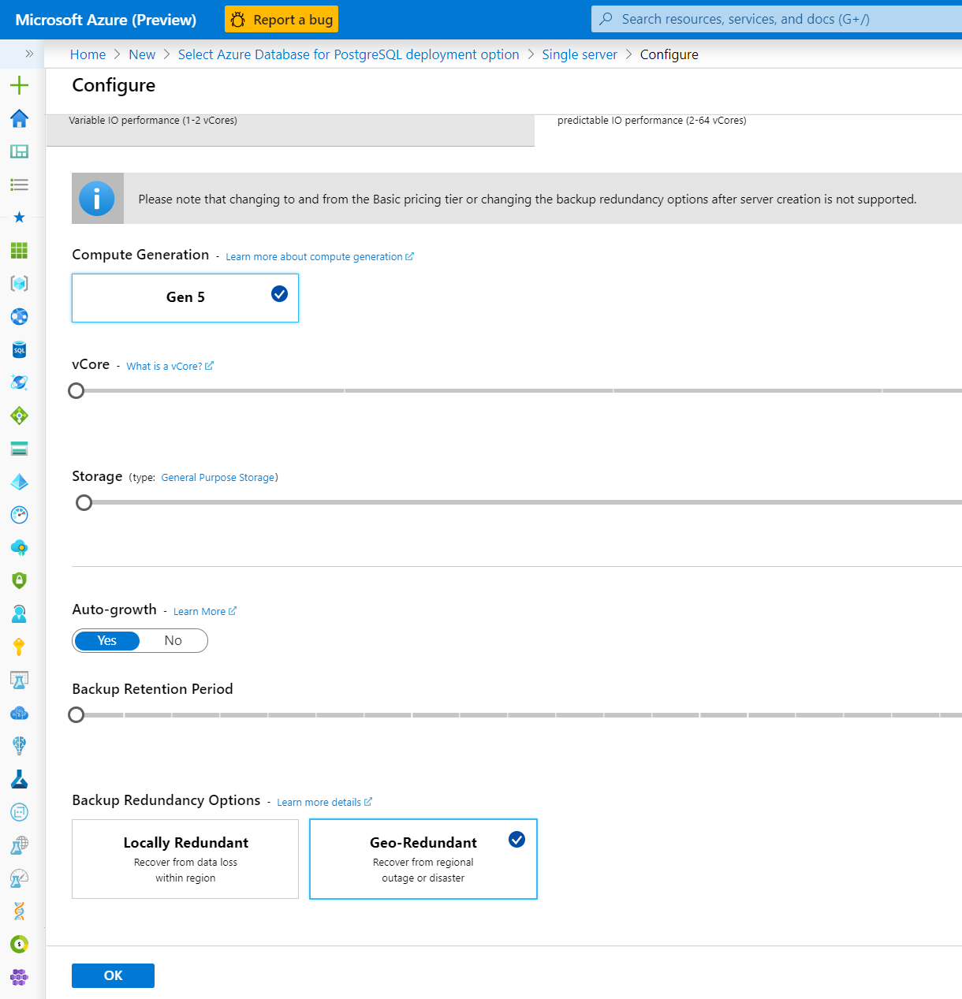 Microsoft Azure (Preview)
Report a bug
Search resources, services, and docs (G+/)
Home > New > Select Azure Database for PostgreSQL deployment option > Single server > Configure
Configure
Variable IO performance (1-2 vCores)
predictable IO performance (2-64 vCores)
Please note that changing to and from the Basic pricing tier or changing the backup redundancy options after server creation is not supported.
Compute Generation - Learn more about compute generation
Gen 5
vCore - What is a vCore?
Storage (type: General Purpose Storage)
Auto-growth - Learn More
Yes No
Backup Retention Period
Backup Redundancy Options - Learn more details
Locally Redundant
Recover from data loss
within region
Geo-Redundant
Recover from regional
outage or disaster
OK
SQL